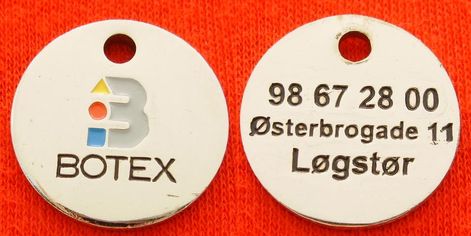 BOTEX
98 67 28 00
Østerbrogade 11
Løgstør